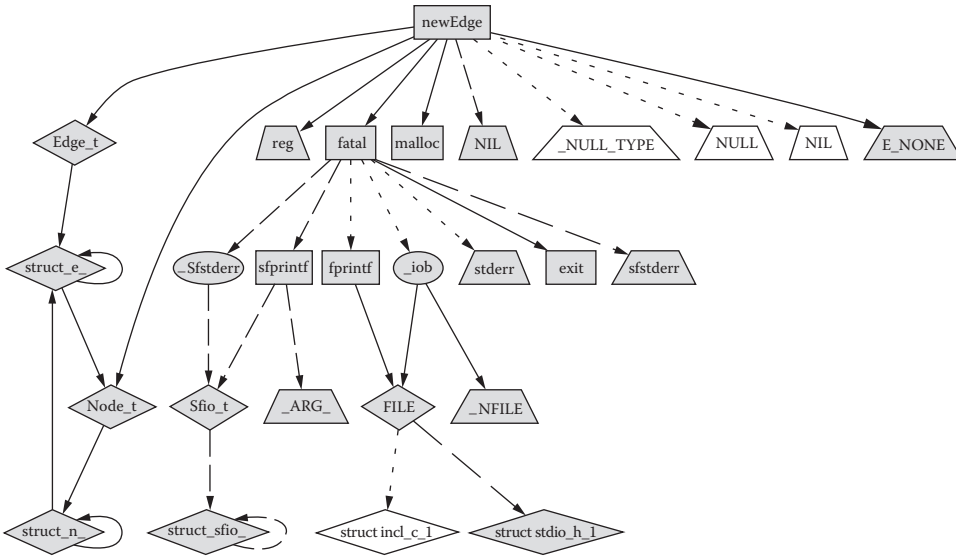 newEdge
Edge_t
reg
fatal
malloc
NIL
_NULL_TYPE
NULL
NIL
E_NONE
struct_e_
_Sfstderr
sfprintf
fprintf
_iob
stderr
exit
sfstderr
Node_t
Sfio_t
_ARG_
FILE
_NFILE
struct_n_
struct_sfio_
struct incl_c_1
struct stdio_h_1